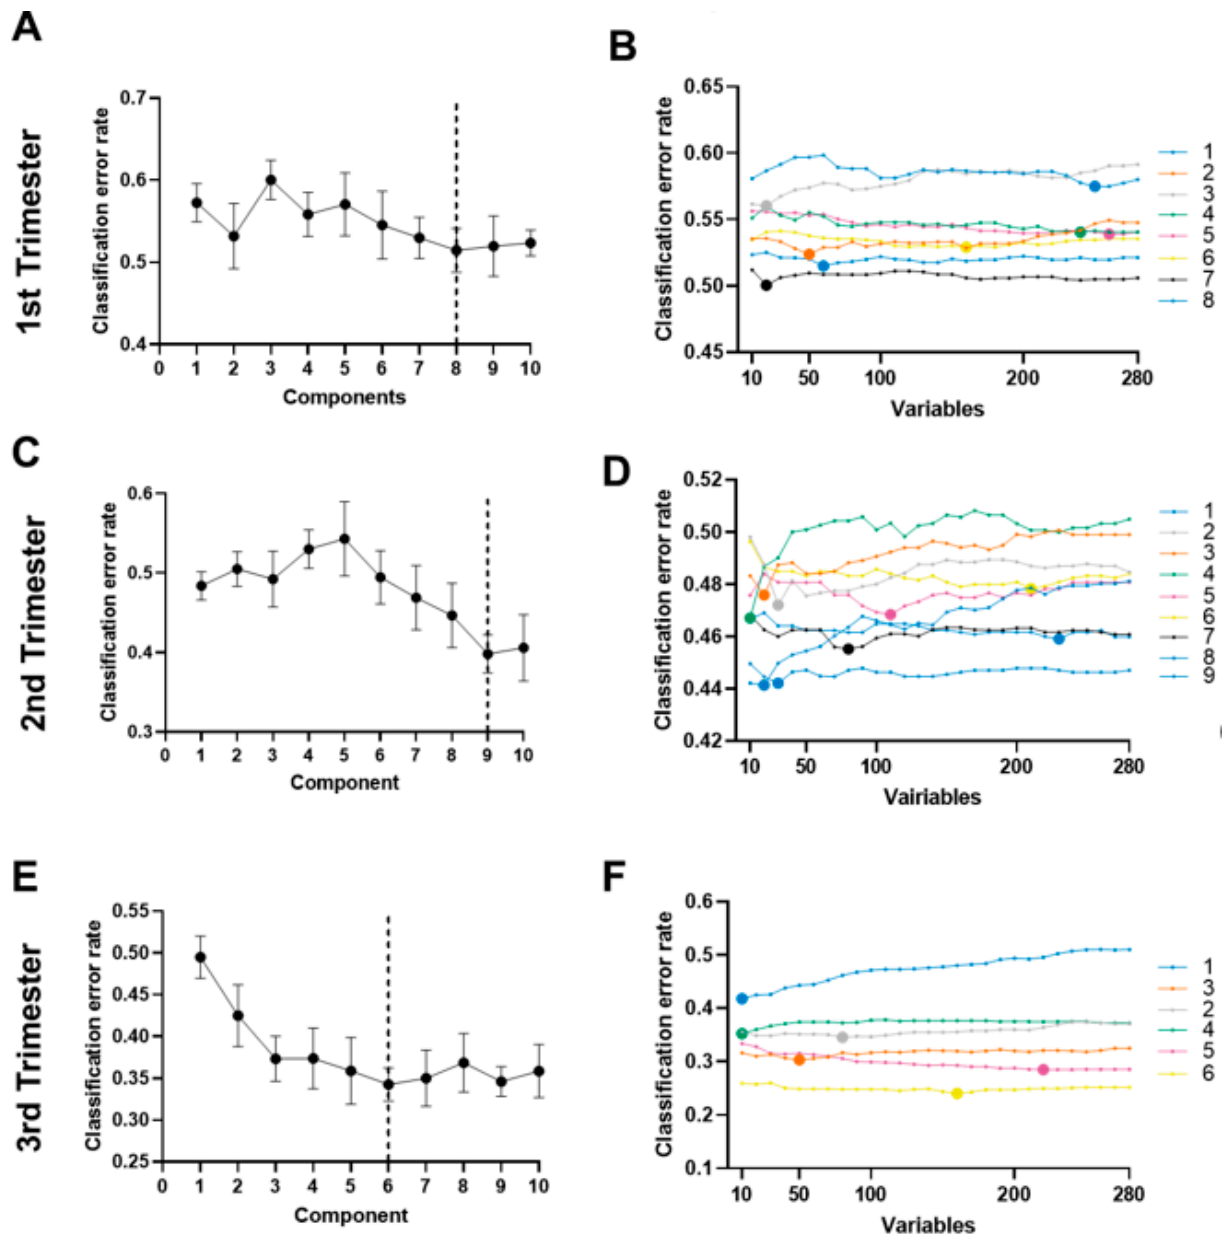 A
1st Trimester
Classification error rate
0.7
0.6
0.5
0.4
0 1 2 3 4 5 6 7 8 9 10
Components
B
Classification error rate
0.65
0.60
0.55
0.50
0.45
10 50 100 200 280
Variables
1
2
3
4
5
6
7
8
C
2nd Trimester
Classification error rate
0.6
0.5
0.4
0.3
0 1 2 3 4 5 6 7 8 9 10
Component
D
Classification error rate
0.52
0.50
0.48
0.46
0.44
0.42
10 50 100 200 280
Vairiables
1
2
3
4
5
6
7
8
9
E
3rd Trimester
Classification error rate
0.55
0.50
0.45
0.40
0.35
0.30
0.25
0 1 2 3 4 5 6 7 8 9 10
Component
F
Classification error rate
0.6
0.5
0.4
0.3
0.2
0.1
10 50 100 200 280
Variables
1
3
2
4
5
6